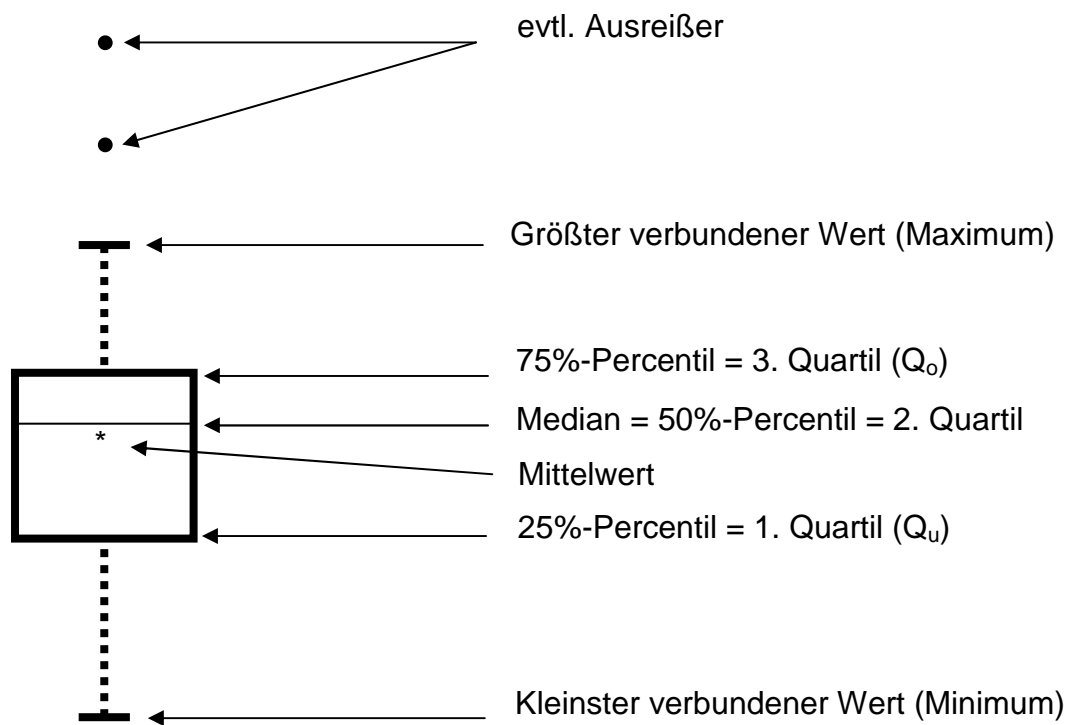 evtl. Ausreißer
Größter verbundener Wert (Maximum)
75%-Percentil = 3. Quartil (Qo)
Median = 50%-Percentil = 2. Quartil
*
Mittelwert
25%-Percentil = 1. Quartil (Qu)
Kleinster verbundener Wert (Minimum)